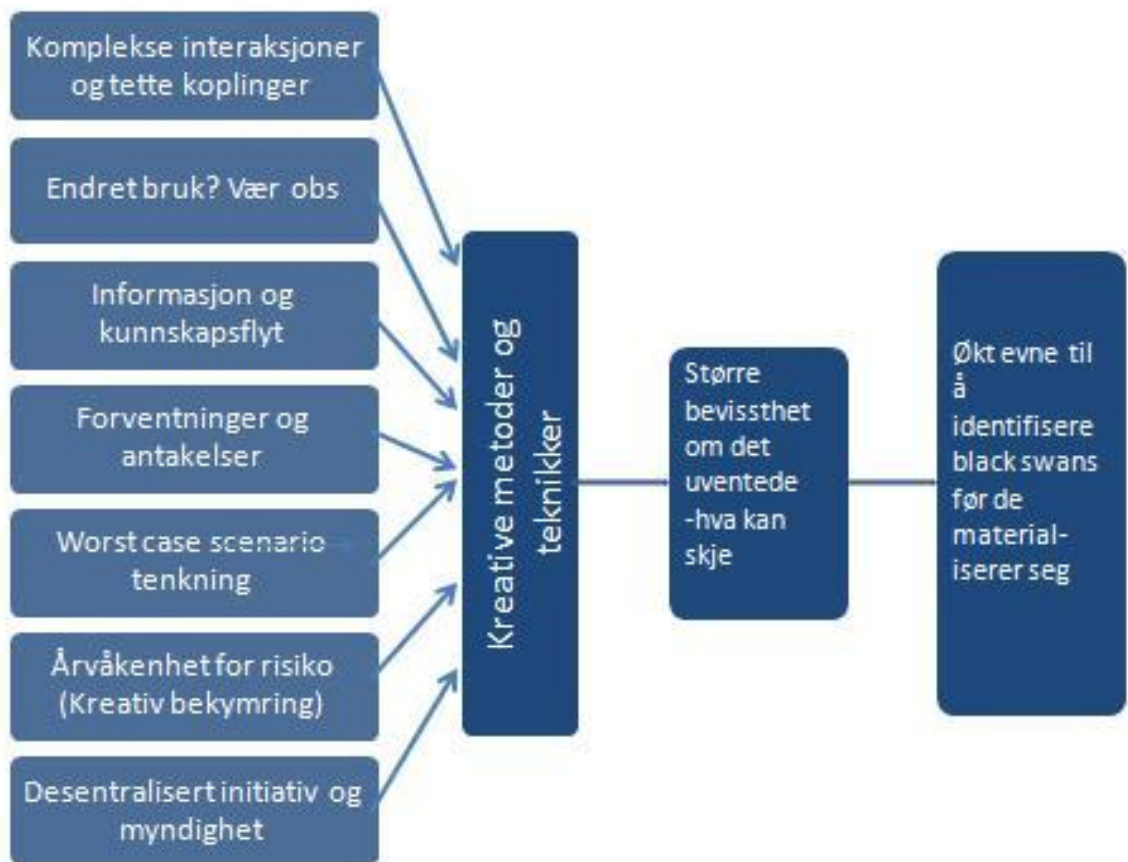 Komplekse interaksjoner
og tette koplinger
Endret bruk? Vær obs
Informasjon og
kunnskapsflyt
Forventninger og
antakelser
Worst case scenario
tenkning
Årvåkenhet for risiko
(Kreativ bekymring)
Desentralisert initiativ og
myndighet
Kreative metoder og
teknikker
Større
bevissthet
om det
uventede
-hva kan
skje
Økt evne til
å
identifisere
black swans
før de
material-
iserer seg